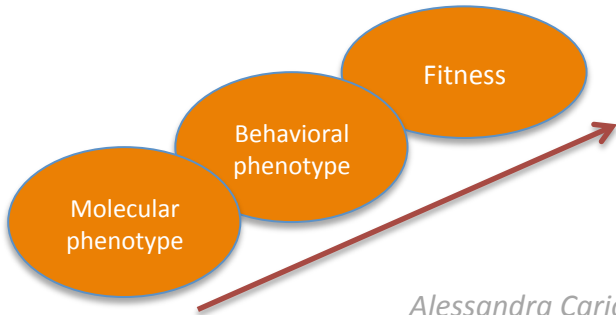 Fitness
Behavioral
phenotype
Molecular
phenotype
Alessandra